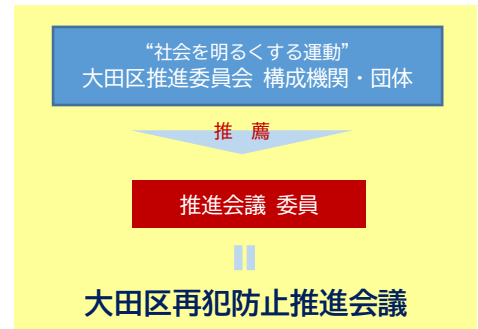 “社会を明るくする運動”
大田区推進委員会 構成機関・団体
推 薦
推進会議 委員
大田区再犯防止推進会議